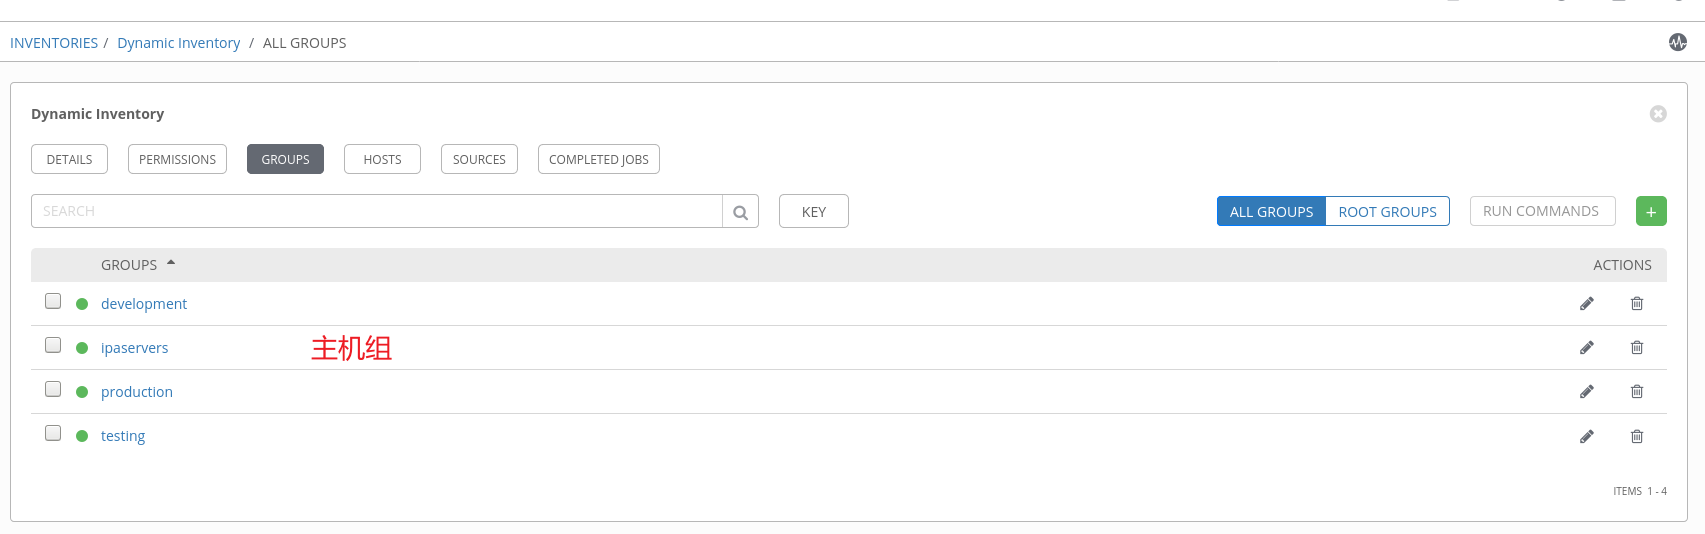 INVENTORIES / Dynamic Inventory / ALL GROUPS
Dynamic Inventory
DETAILS PERMISSIONS GROUPS HOSTS SOURCES COMPLETED JOBS
SEARCH KEY ALL GROUPS ROOT GROUPS RUN COMMANDS +
GROUPS ACTIONS
development
ipaservers 主机组
production
testing
ITEMS 1 - 4